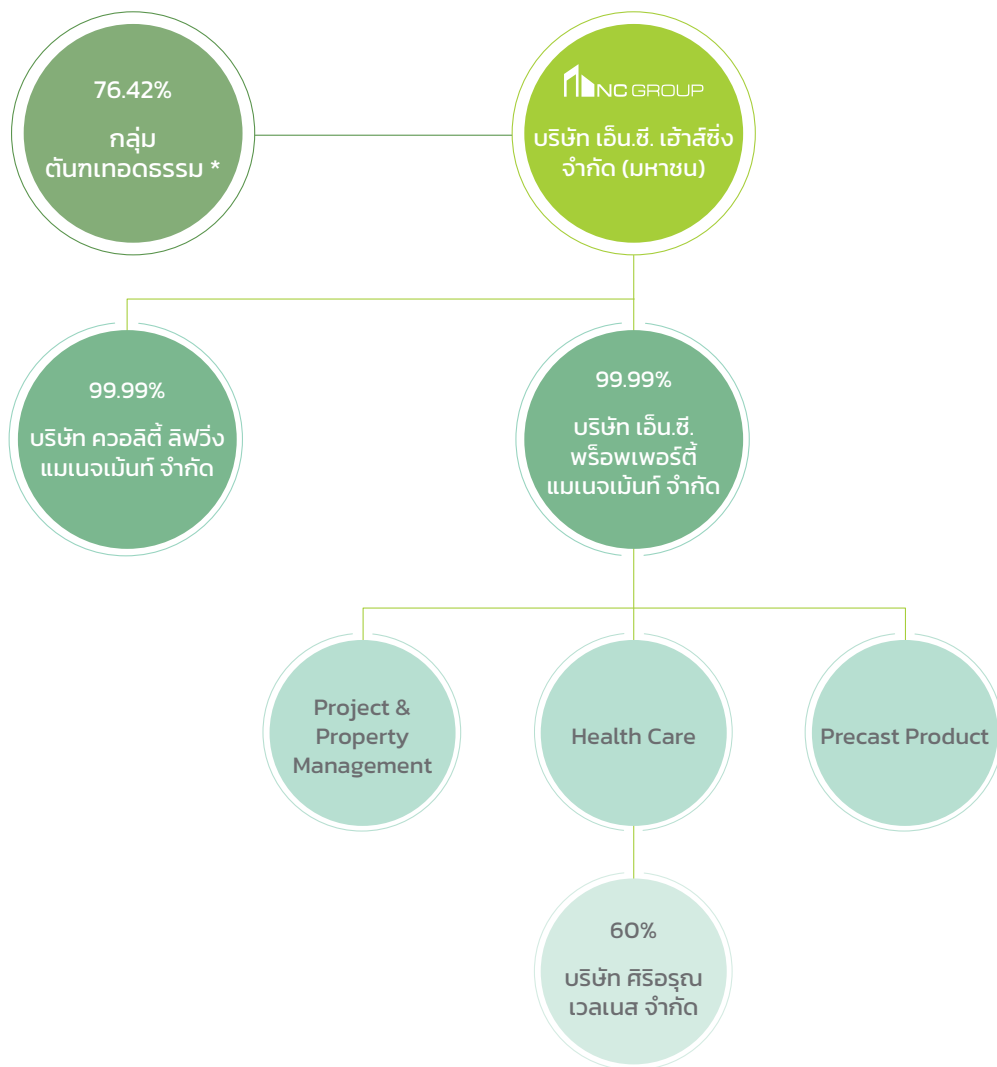 76.42%
กลุ่ม
ตันฑเทอดธรรม *
NC GROUP
บริษัท เอ็น.ซี. เฮ้าส์ซิ่ง
จำกัด (มหาชน)
99.99%
บริษัท ควอลิตี้ ลิฟวิ่ง
แมเนจเม้นท์ จำกัด
99.99%
บริษัท เอ็น.ซี.
พร็อพเพอร์ตี้
แมเนจเม้นท์ จำกัด
Project &
Property
Management
Health Care
Precast Product
60%
บริษัท ศิริอรุณ
เวลเนส จำกัด